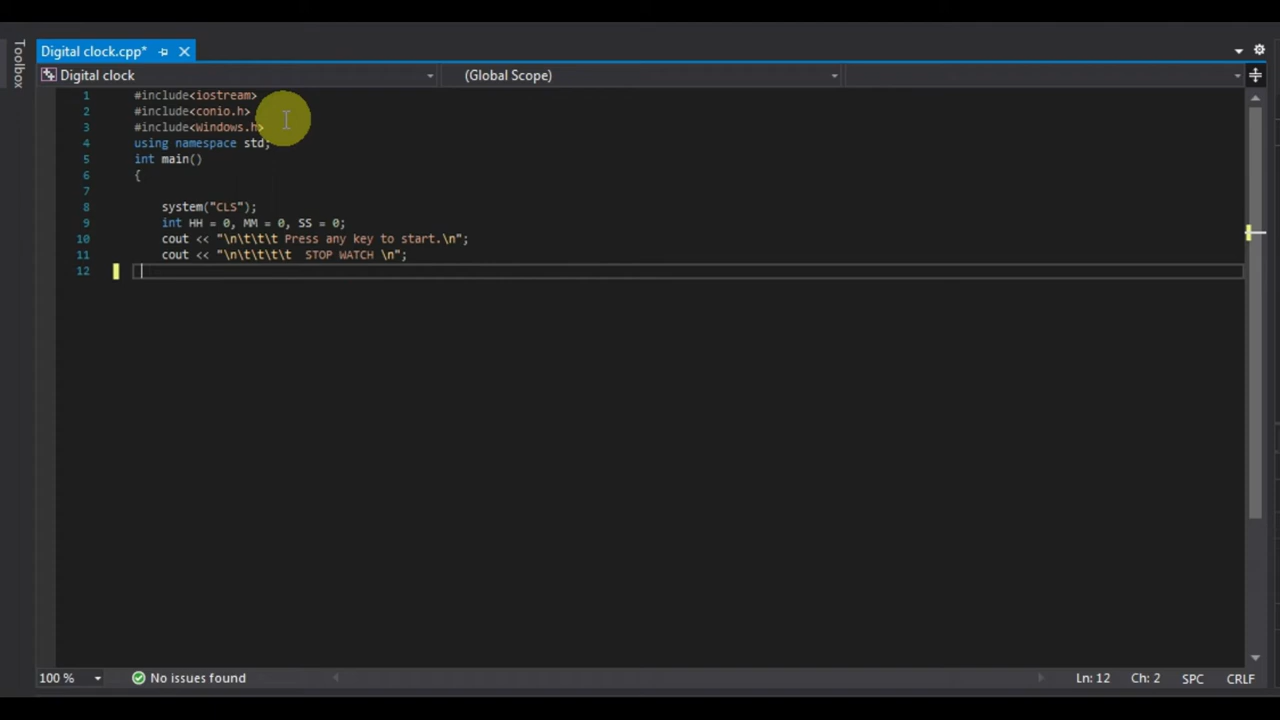 Toolbox
Digital clock.cpp*
Digital clock
(Global Scope)
1 #include<iostream>
2 #include<conio.h>
3 #include<Windows.h>
4 using namespace std;
5 int main()
6 {
7
8 system("CLS");
9 int HH = 0, MM = 0, SS = 0;
10 cout << "\n\t\t\t Press any key to start.\n";
11 cout << "\n\t\t\t\t  STOP WATCH \n";
12
100 % No issues found Ln: 12 Ch: 2 SPC CRLF